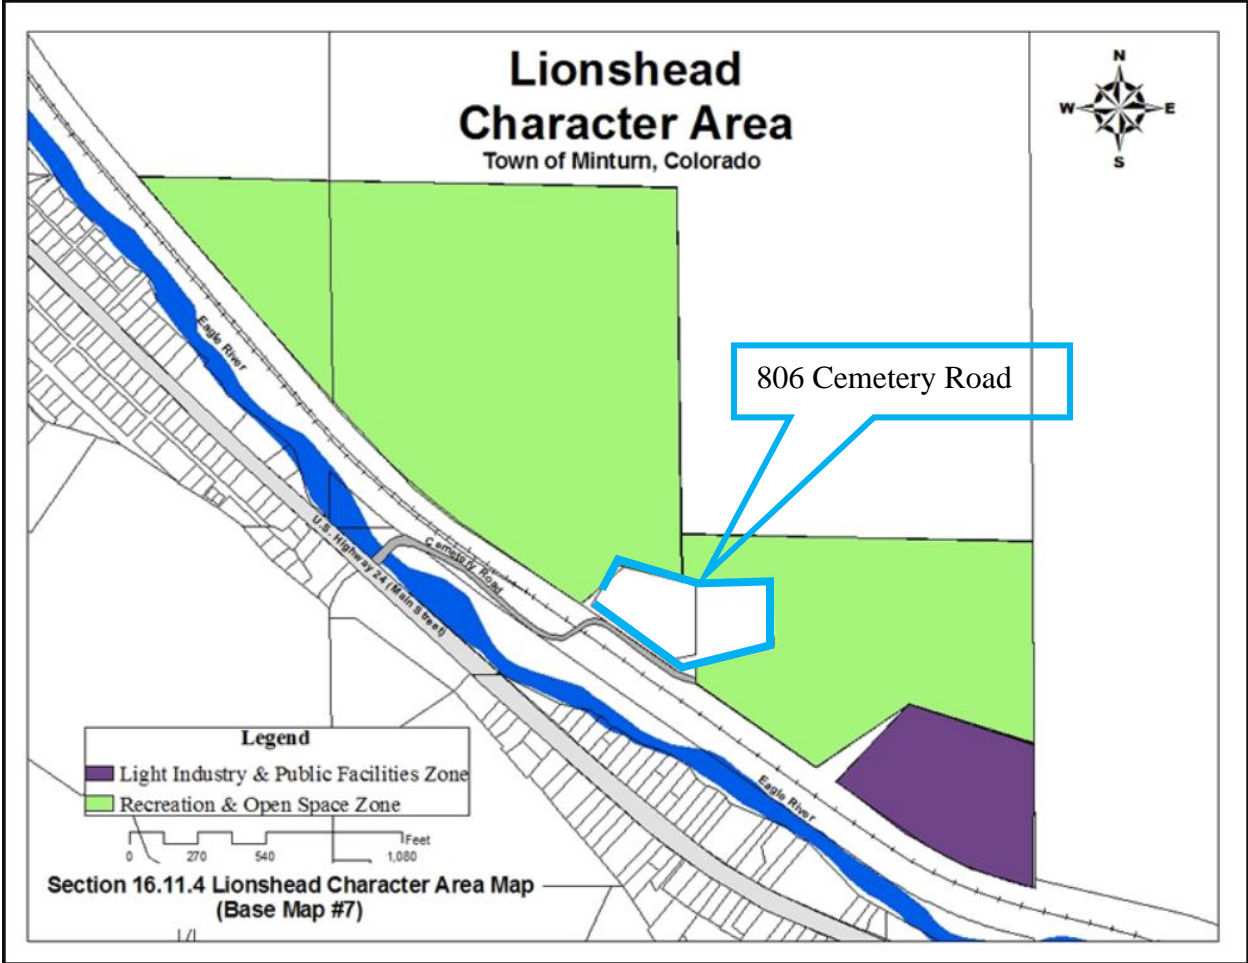 Lionshead
Character Area
Town of Minturn, Colorado
N
W
E
S
806 Cemetery Road
Eagle River
U.S. Highway 24 (Main Street)
Cemetery Road
Eagle River
Legend
Light Industry & Public Facilities Zone
Recreation & Open Space Zone
Feet
0 270 540 1,080
Section 16.11.4 Lionshead Character Area Map
(Base Map #7)